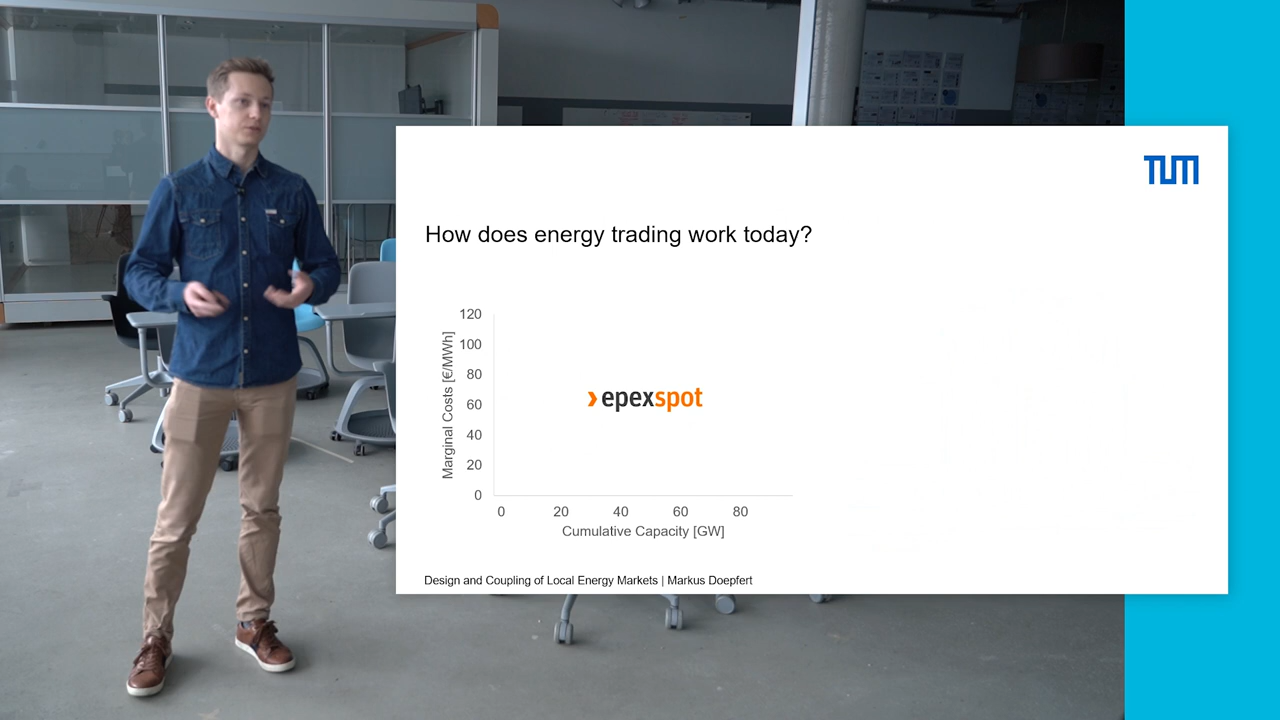 TUM
How does energy trading work today?
120
100
80
60
40
20
0
Marginal Costs [€/MWh]
epexspot
0 20 40 60 80
Cumulative Capacity [GW]
Design and Coupling of Local Energy Markets | Markus Doepfert